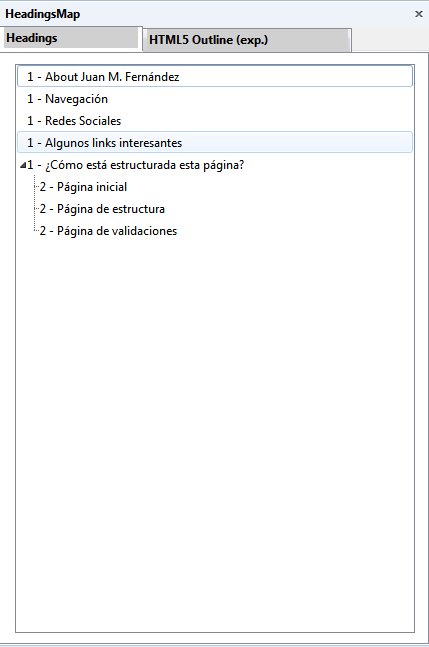 HeadingsMap
Headings
HTML5 Outline (exp.)
1 - About Juan M. Fernández
1 - Navegación
1 - Redes Sociales
1 - Algunos links interesantes
1 - ¿Cómo está estructurada esta página?
2 - Página inicial
2 - Página de estructura
2 - Página de validaciones